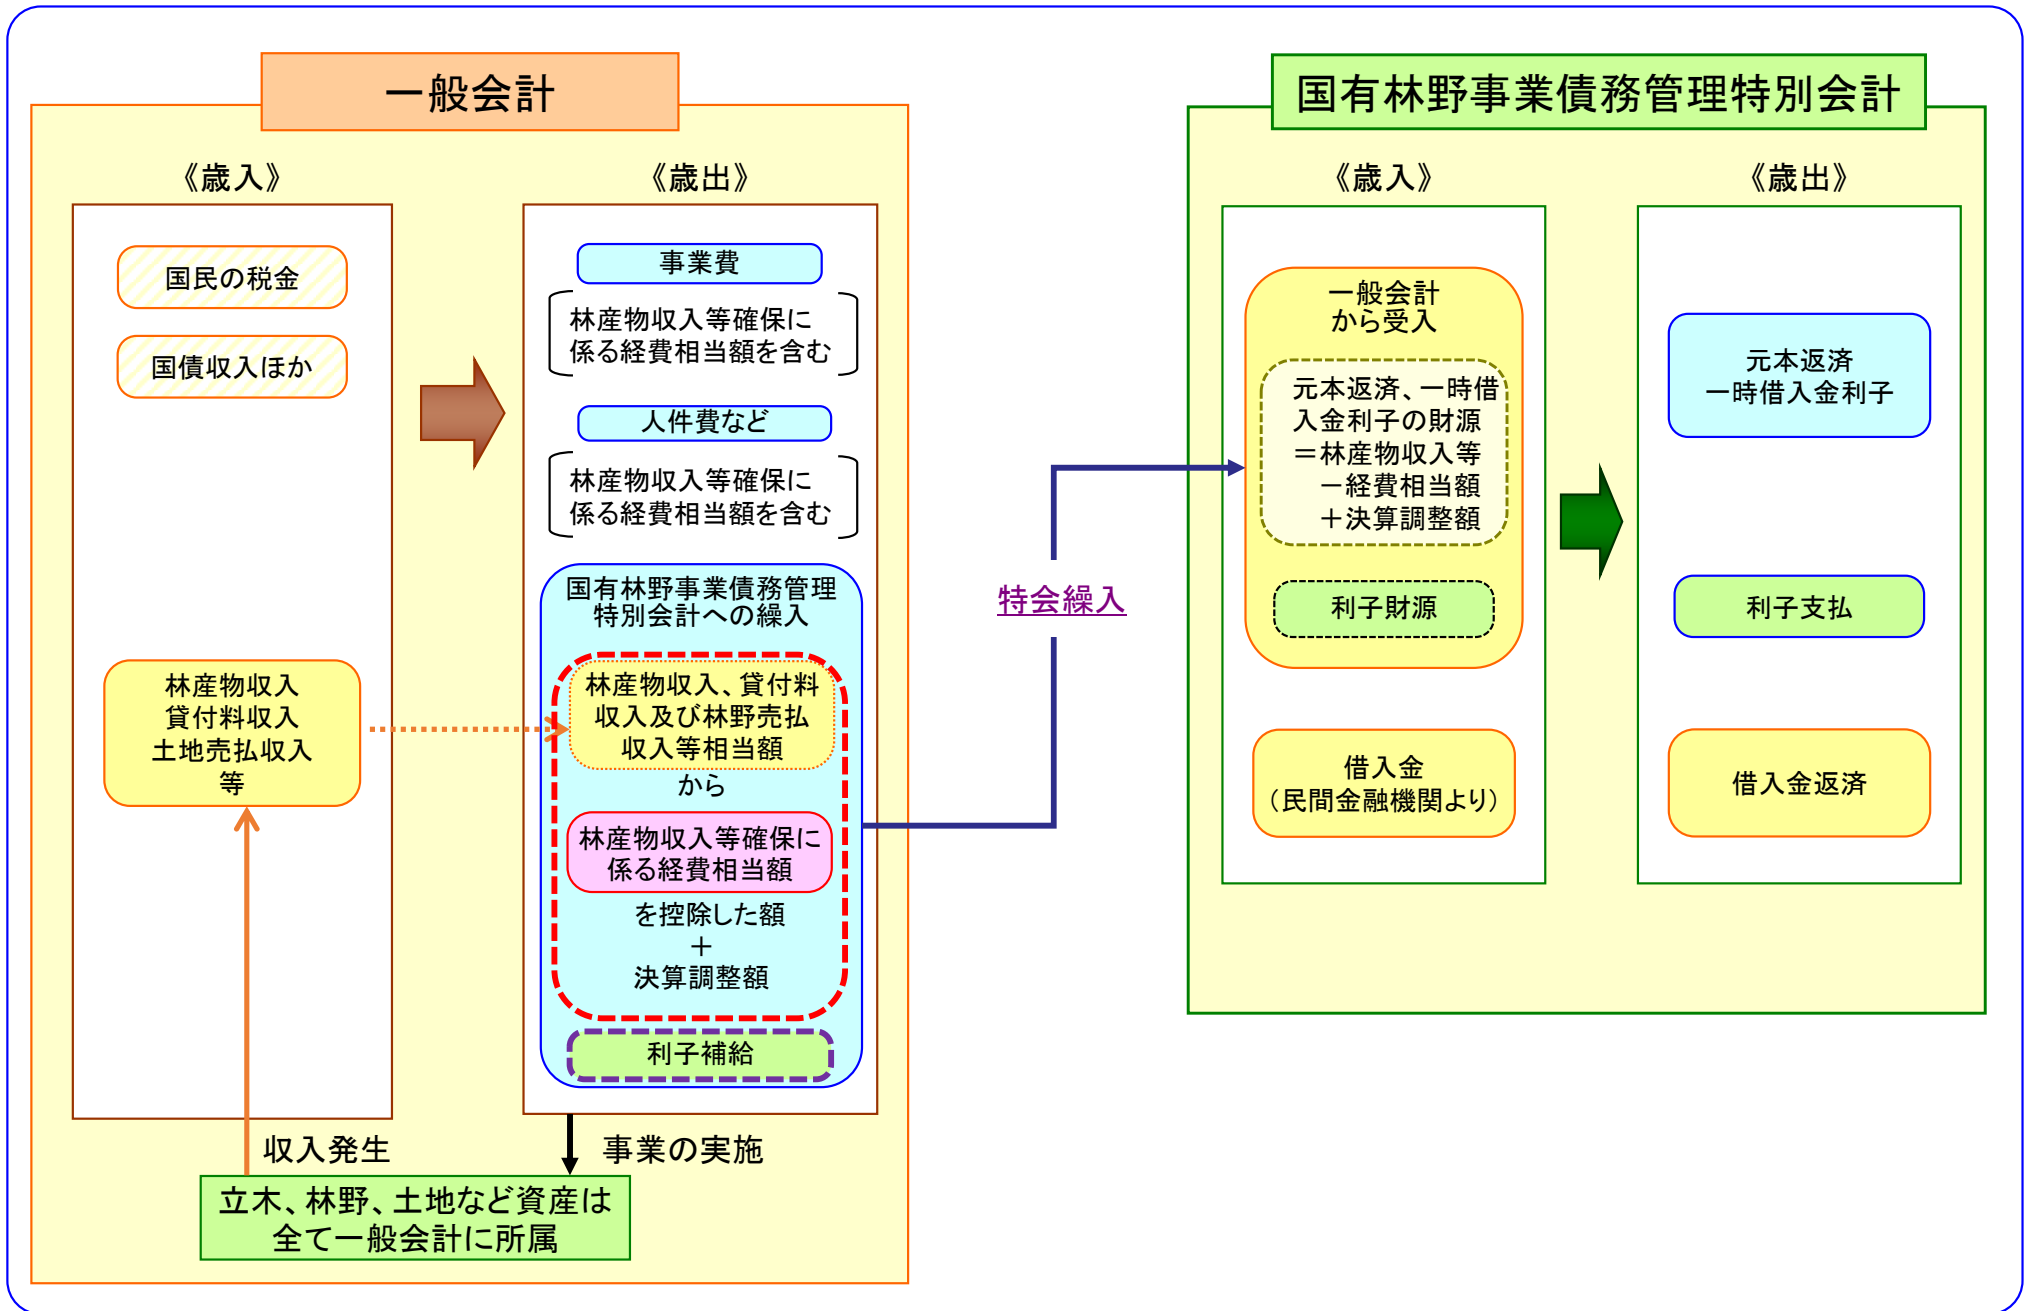 一般会計
《歳入》
国民の税金
国債収入ほか
林産物収入
貸付料収入
土地売払収入
等
《歳出》
事業費
林産物収入等確保に
係る経費相当額を含む
人件費など
林産物収入等確保に
係る経費相当額を含む
国有林野事業債務管理
特別会計への繰入
林産物収入、貸付料
収入及び林野売払
収入等相当額
から
林産物収入等確保に
係る経費相当額
を控除した額
＋
決算調整額
利子補給
収入発生
事業の実施
立木、林野、土地など資産は
全て一般会計に所属
特会繰入
国有林野事業債務管理特別会計
《歳入》
一般会計
から受入
元本返済、一時借
入金利子の財源
＝林産物収入等
－経費相当額
＋決算調整額
利子財源
借入金
（民間金融機関より）
《歳出》
元本返済
一時借入金利子
利子支払
借入金返済